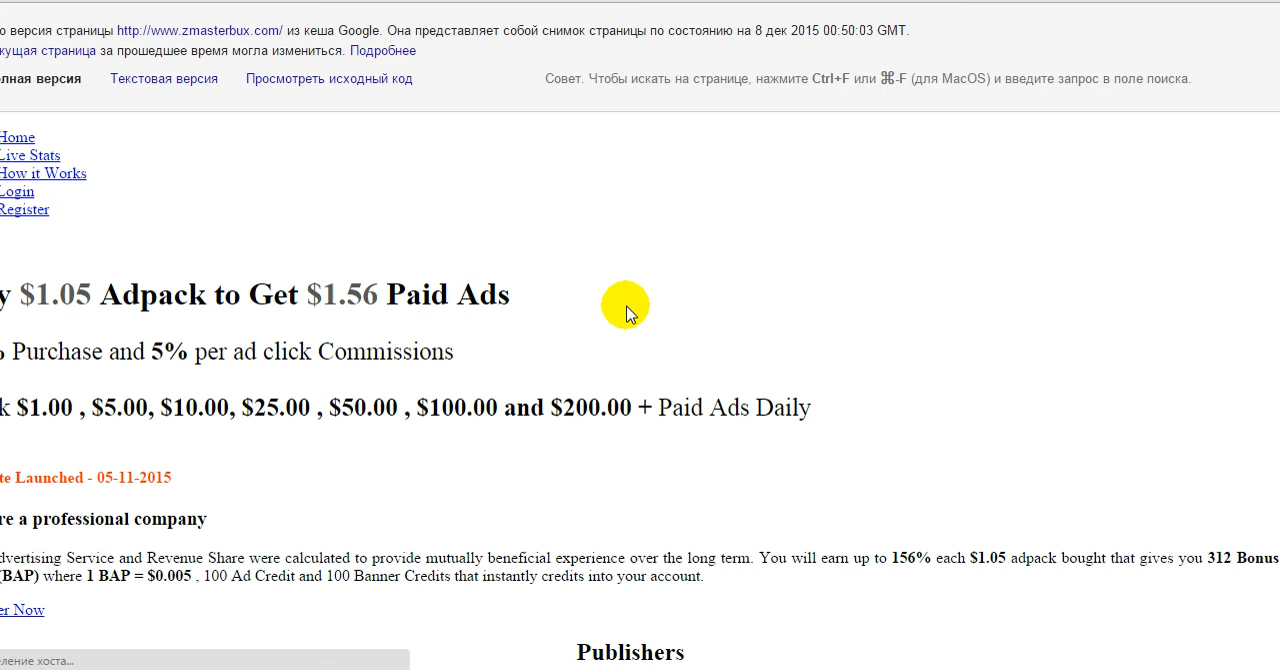 о версия страницы http://www.zmasterbux.com/ из кеша Google. Она представляет собой снимок страницы по состоянию на 8 дек 2015 00:50:03 GMT.
кущая страница за прошедшее время могла измениться. Подробнее
лная версия Текстовая версия Просмотреть исходный код Совет. Чтобы искать на странице, нажмите Ctrl+F или ⌘-F (для MacOS) и введите запрос в поле поиска.
Home
Live Stats
How it Works
Login
Register
y $1.05 Adpack to Get $1.56 Paid Ads
Purchase and 5% per ad click Commissions
k $1.00 , $5.00, $10.00, $25.00 , $50.00 , $100.00 and $200.00 + Paid Ads Daily
te Launched - 05-11-2015
re a professional company
dvertising Service and Revenue Share were calculated to provide mutually beneficial experience over the long term. You will earn up to 156% each $1.05 adpack bought that gives you 312 Bonus
(BAP) where 1 BAP = $0.005 , 100 Ad Credit and 100 Banner Credits that instantly credits into your account.
er Now
Publishers
еление хоста...